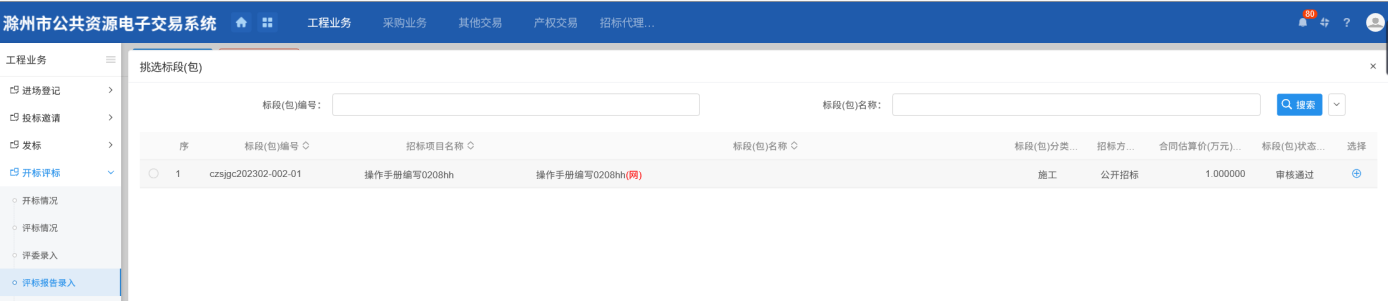 滁州市公共资源电子交易系统 工程业务 采购业务 其他交易 产权交易 招标代理... 80 ?
工程业务
挑选标段(包) ×
进场登记
标段(包)编号: 标段(包)名称: 搜索
投标邀请
发标
序 标段(包)编号 招标项目名称 标段(包)名称 标段(包)分类... 招标方... 合同估算价(万元)... 标段(包)状态... 选择
开标评标
1 czsjgc202302-002-01 操作手册编写0208hh 操作手册编写0208hh(网) 施工 公开招标 1.000000 审核通过
开标情况
评标情况
评委录入
评标报告录入